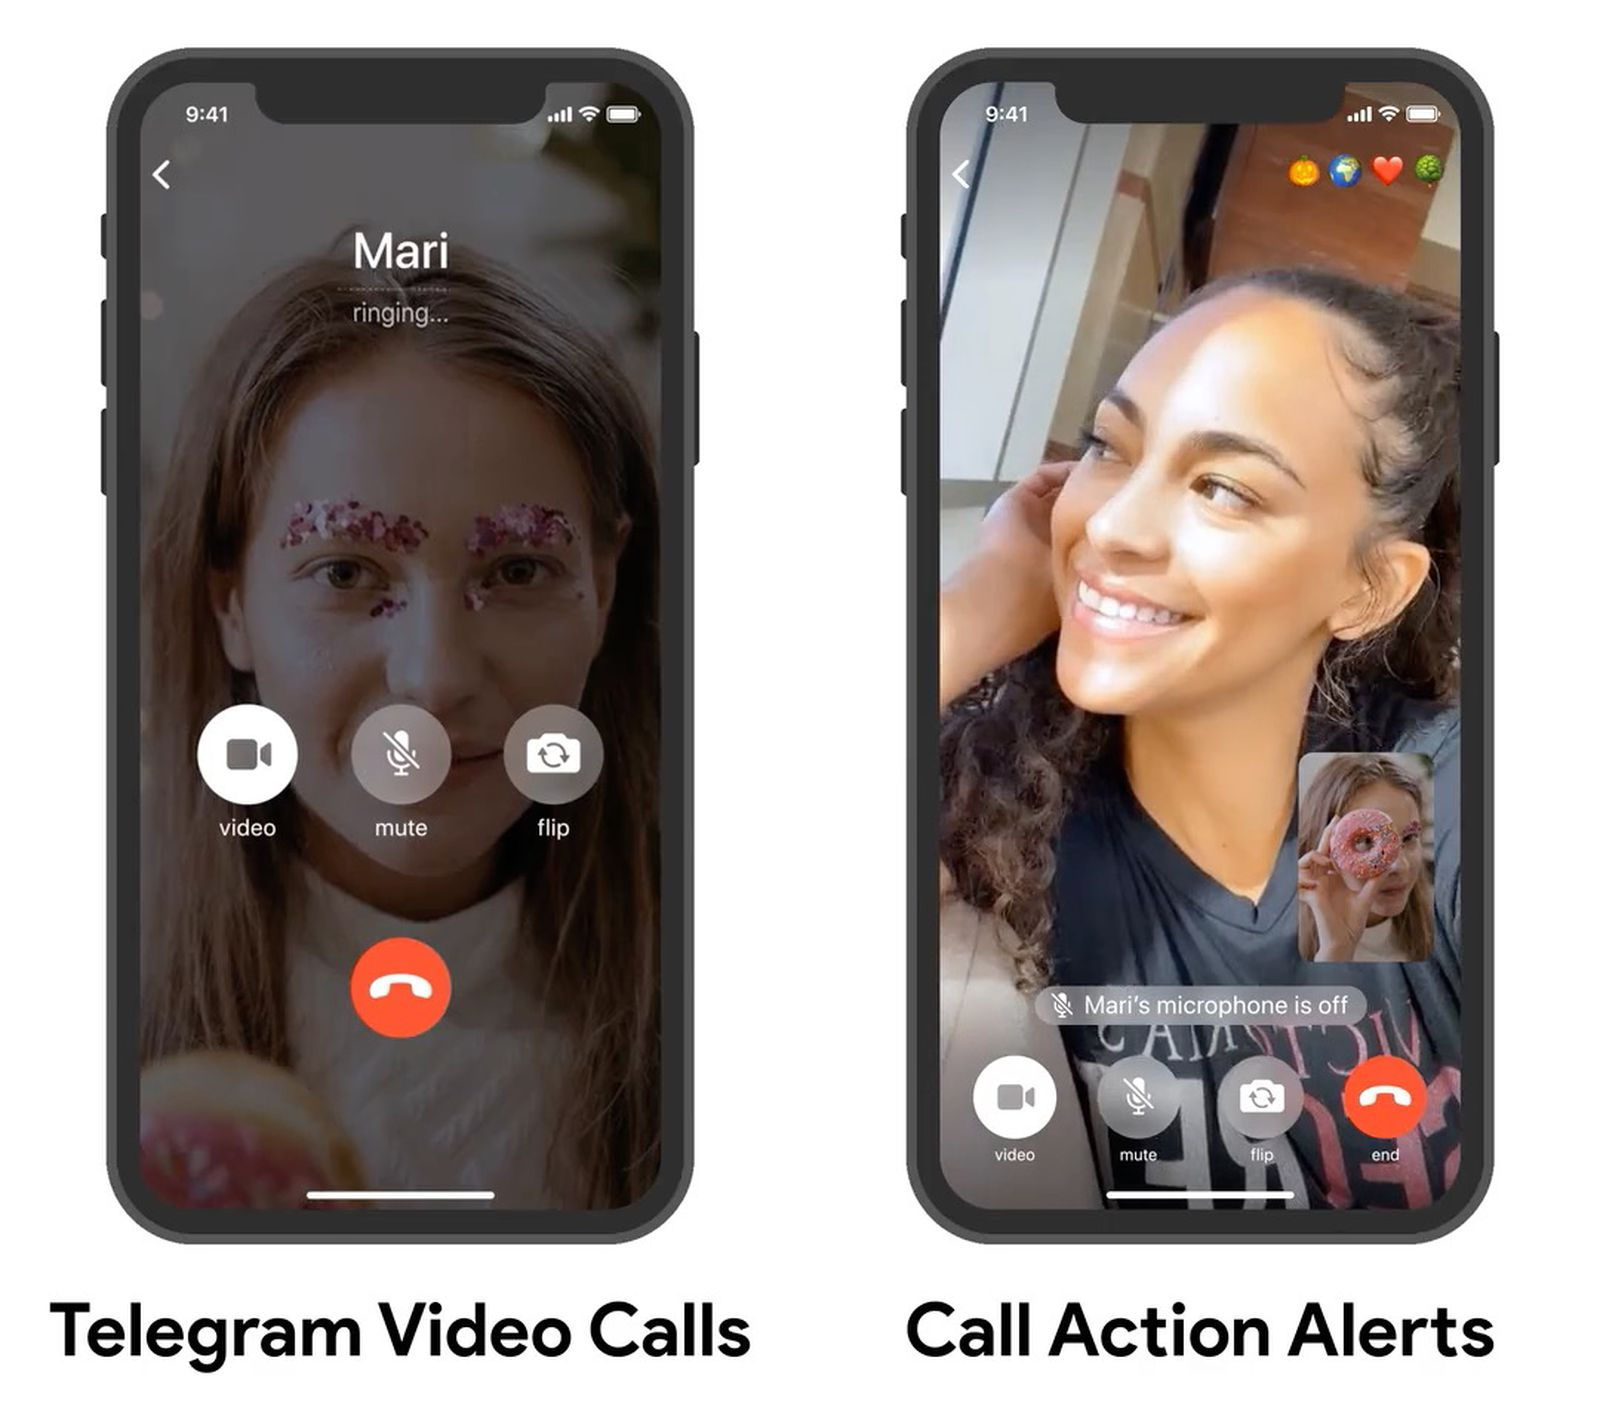 9:41
Mari
ringing...
video mute flip
Telegram Video Calls
9:41
Mari's microphone is off
video mute flip end
Call Action Alerts